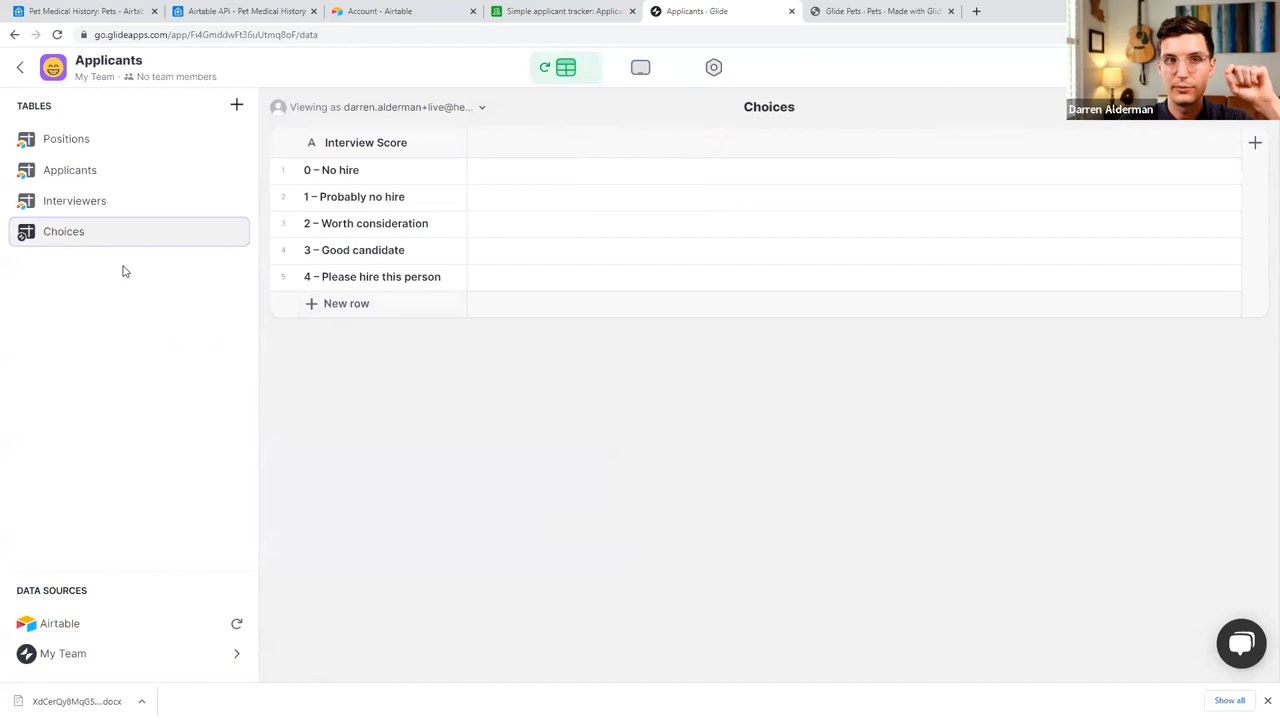 Pet Medical History: Pets - Airtal
Airtable API - Pet Medical History
Account - Airtable
Simple applicant tracker: Applic
Applicants - Glide
Glide Pets - Pets - Made with Gli
go.glideapps.com/app/Fi4GmddwFt36uUtmq8oF/data
Applicants
My Team · No team members
Darren Alderman
TABLES
Viewing as darren.alderman+live@he...
Choices
Positions
A Interview Score
Applicants
1 0 – No hire
2 1 – Probably no hire
Interviewers
3 2 – Worth consideration
Choices
4 3 – Good candidate
5 4 – Please hire this person
New row
DATA SOURCES
Airtable
My Team
XdCerQy8MqG5....docx
Show all